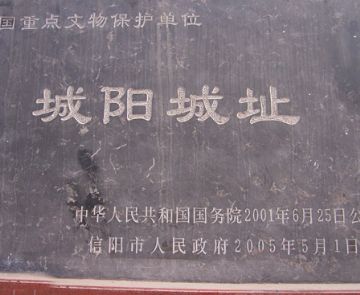 国重点文物保护单位
城阳城址
中华人民共和国国务院2001年6月25日公
信阳市人民政府2005年5月1日